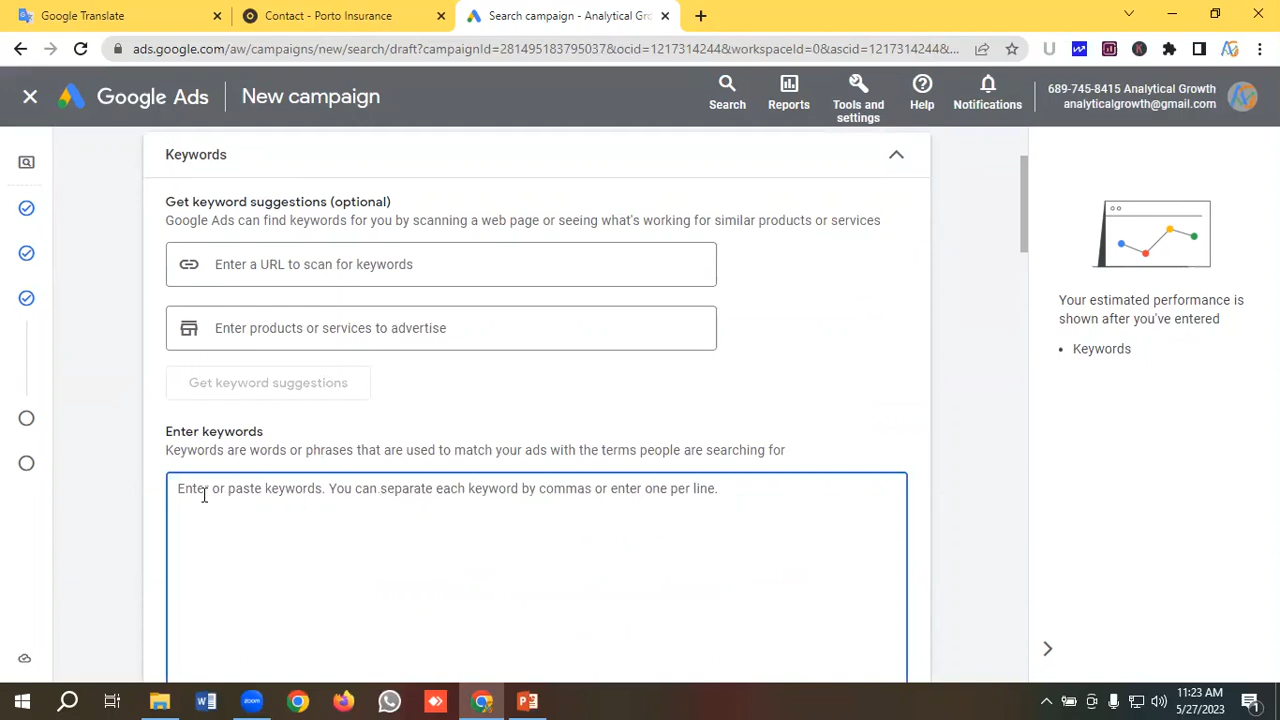 Google Translate
Contact - Porto Insurance
Search campaign - Analytical Gro
ads.google.com/aw/campaigns/new/search/draft?campaignId=281495183795037&ocid=1217314244&workspaceId=0&ascid=1217314244&...
Google Ads
New campaign
Search
Reports
Tools and
settings
Help
Notifications
689-745-8415 Analytical Growth
analyticalgrowth@gmail.com
Keywords
Get keyword suggestions (optional)
Google Ads can find keywords for you by scanning a web page or seeing what's working for similar products or services
Enter a URL to scan for keywords
Enter products or services to advertise
Get keyword suggestions
Enter keywords
Keywords are words or phrases that are used to match your ads with the terms people are searching for
Enter or paste keywords. You can separate each keyword by commas or enter one per line.
Your estimated performance is
shown after you've entered
• Keywords
11:23 AM
5/27/2023
1